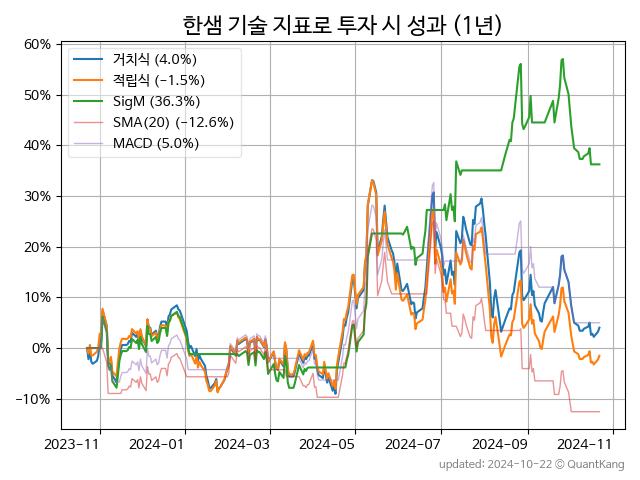 한샘 기술 지표로 투자 시 성과 (1년)
60%
50%
40%
30%
20%
10%
0%
−10%
거치식 (4.0%)
적립식 (−1.5%)
SigM (36.3%)
SMA(20) (−12.6%)
MACD (5.0%)
2023-11
2024-01
2024-03
2024-05
2024-07
2024-09
2024-11
updated: 2024-10-22 © QuantKang